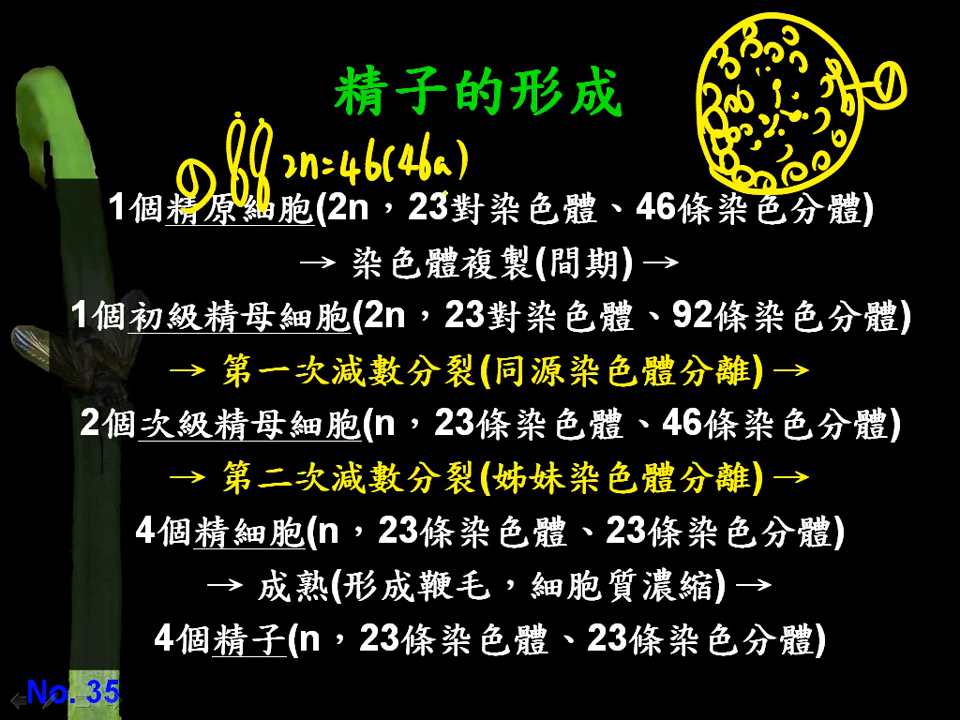 精子的形成
① 2n=46(46a)
①
1個精原細胞(2n，23對染色體、46條染色分體)
→ 染色體複製(間期) →
1個初級精母細胞(2n，23對染色體、92條染色分體)
→ 第一次減數分裂(同源染色體分離) →
2個次級精母細胞(n，23條染色體、46條染色分體)
→ 第二次減數分裂(姊妹染色體分離) →
4個精細胞(n，23條染色體、23條染色分體)
→ 成熟(形成鞭毛，細胞質濃縮) →
4個精子(n，23條染色體、23條染色分體)
No. 35